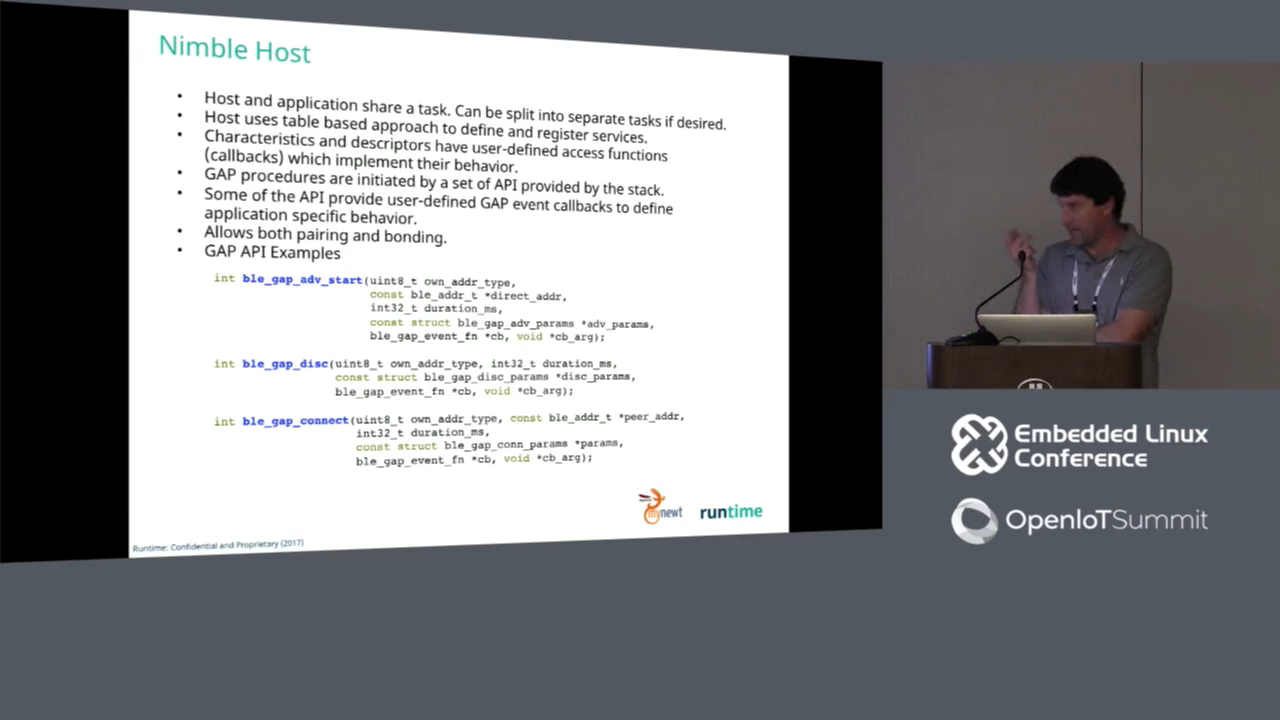 Nimble Host
• Host and application share a task. Can be split into separate tasks if desired.
• Host uses table based approach to define and register services.
• Characteristics and descriptors have user-defined access functions
(callbacks) which implement their behavior.
• GAP procedures are initiated by a set of API provided by the stack.
• Some of the API provide user-defined GAP event callbacks to define
application specific behavior.
• Allows both pairing and bonding.
• GAP API Examples
int ble_gap_adv_start(uint8_t own_addr_type,
const ble_addr_t *direct_addr,
int32_t duration_ms,
const struct ble_gap_adv_params *adv_params,
ble_gap_event_fn *cb, void *cb_arg);
int ble_gap_disc(uint8_t own_addr_type, int32_t duration_ms,
const struct ble_gap_disc_params *disc_params,
ble_gap_event_fn *cb, void *cb_arg);
int ble_gap_connect(uint8_t own_addr_type, const ble_addr_t *peer_addr,
int32_t duration_ms,
const struct ble_gap_conn_params *params,
ble_gap_event_fn *cb, void *cb_arg);
mynewt
runtime
Runtime: Confidential and Proprietary (2017)
Embedded Linux
Conference
OpenIoTSummit